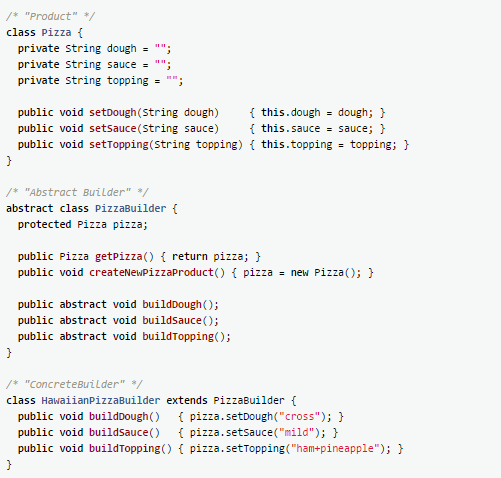 /* "Product" */
class Pizza {
  private String dough = "";
  private String sauce = "";
  private String topping = "";

  public void setDough(String dough)     { this.dough = dough; }
  public void setSauce(String sauce)     { this.sauce = sauce; }
  public void setTopping(String topping) { this.topping = topping; }
}

/* "Abstract Builder" */
abstract class PizzaBuilder {
  protected Pizza pizza;

  public Pizza getPizza() { return pizza; }
  public void createNewPizzaProduct() { pizza = new Pizza(); }

  public abstract void buildDough();
  public abstract void buildSauce();
  public abstract void buildTopping();
}

/* "ConcreteBuilder" */
class HawaiianPizzaBuilder extends PizzaBuilder {
  public void buildDough()   { pizza.setDough("cross"); }
  public void buildSauce()   { pizza.setSauce("mild"); }
  public void buildTopping() { pizza.setTopping("ham+pineapple"); }
}